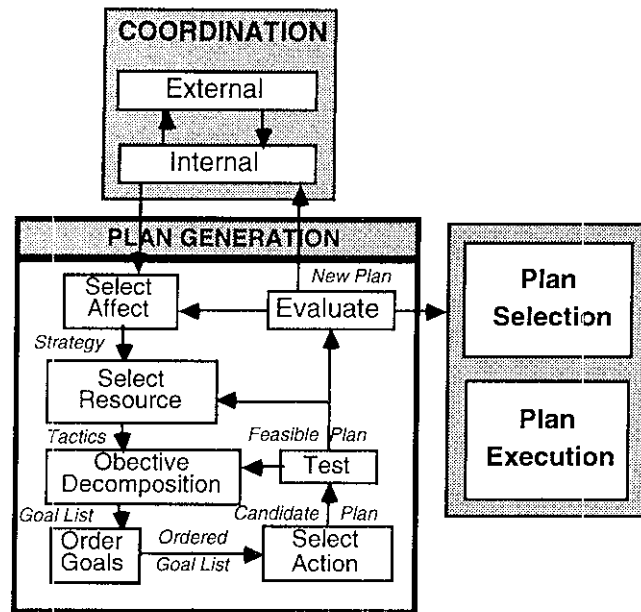 COORDINATION
External
Internal
PLAN GENERATION
New Plan
Select
Affect
Evaluate
Strategy
Select
Resource
Tactics
Feasible Plan
Obective
Decomposition
Test
Goal List
Candidate Plan
Order
Goals
Ordered
Goal List
Select
Action
Plan
Selection
Plan
Execution